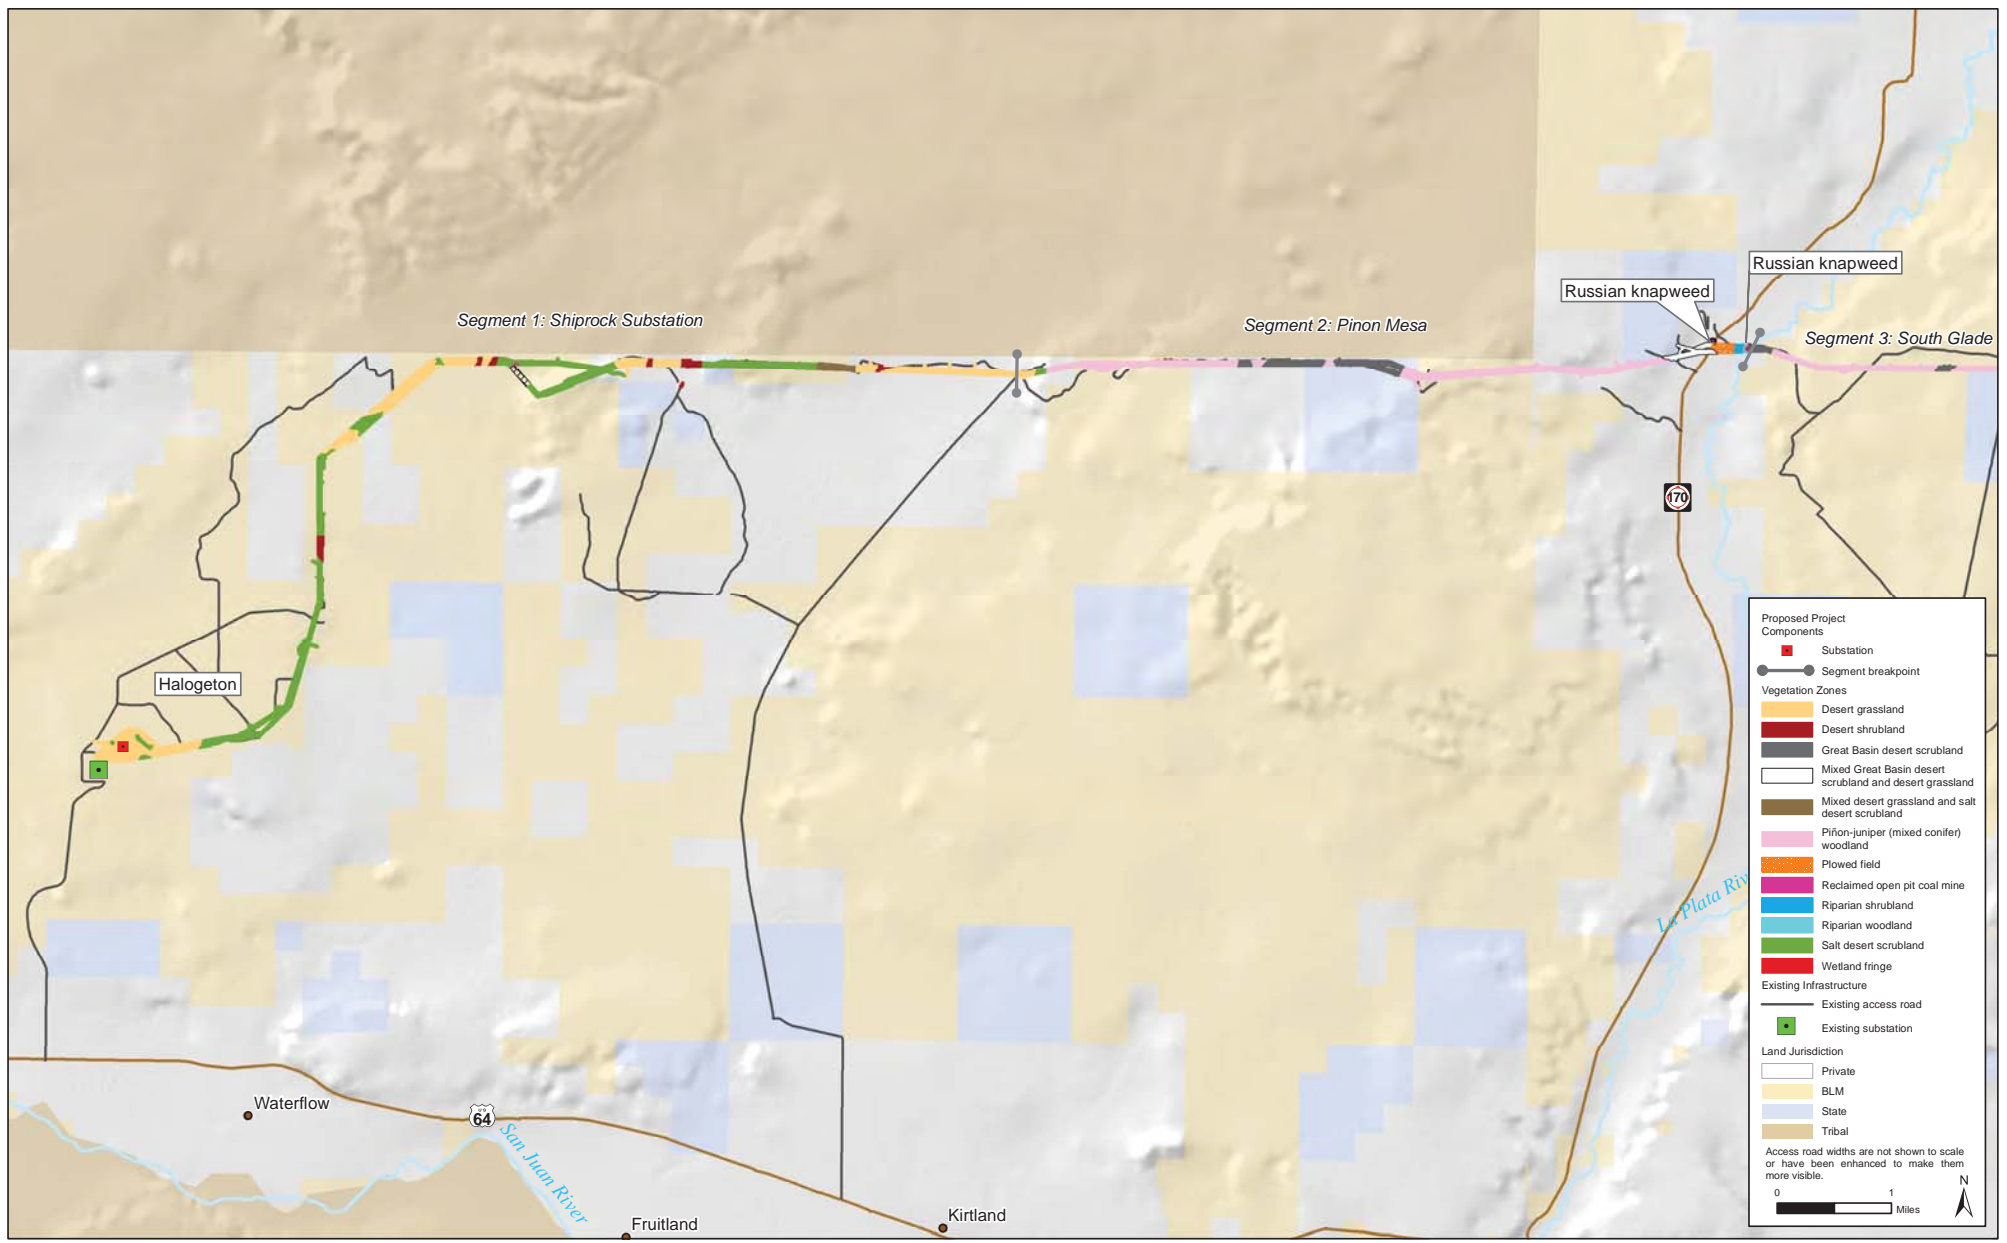 Russian knapweed
Russian knapweed
Segment 1: Shiprock Substation
Segment 2: Pinon Mesa
Segment 3: South Glade
170
Halogeton
La Plata Riv
Waterflow
US
64
San Juan River
Fruitland
Kirtland
Proposed Project
Components
Substation
Segment breakpoint
Vegetation Zones
Desert grassland
Desert shrubland
Great Basin desert scrubland
Mixed Great Basin desert
scrubland and desert grassland
Mixed desert grassland and salt
desert scrubland
Piñon-juniper (mixed conifer)
woodland
Plowed field
Reclaimed open pit coal mine
Riparian shrubland
Riparian woodland
Salt desert scrubland
Wetland fringe
Existing Infrastructure
Existing access road
Existing substation
Land Jurisdiction
Private
BLM
State
Tribal
Access road widths are not shown to scale
or have been enhanced to make them
more visible.
N
0 1
Miles